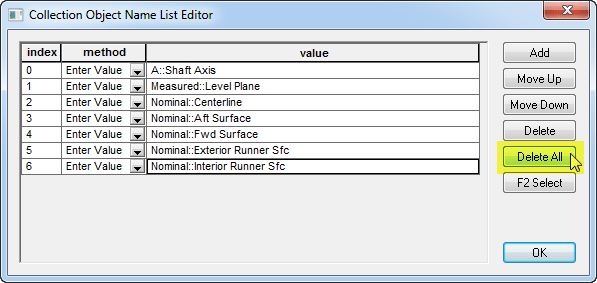 Collection Object Name List Editor
index method value
0 Enter Value A::Shaft Axis
1 Enter Value Measured::Level Plane
2 Enter Value Nominal::Centerline
3 Enter Value Nominal::Aft Surface
4 Enter Value Nominal::Fwd Surface
5 Enter Value Nominal::Exterior Runner Sfc
6 Enter Value Nominal::Interior Runner Sfc
Add
Move Up
Move Down
Delete
Delete All
F2 Select
OK